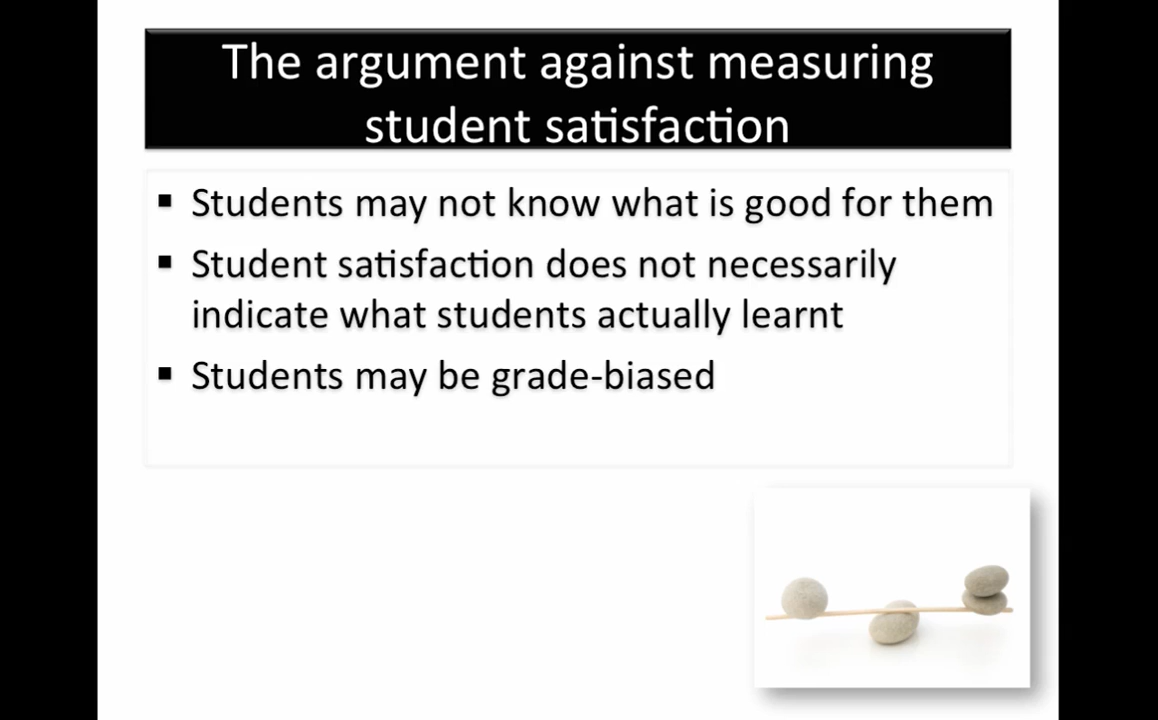 The argument against measuring
student satisfaction
▪ Students may not know what is good for them
▪ Student satisfaction does not necessarily
indicate what students actually learnt
▪ Students may be grade-biased